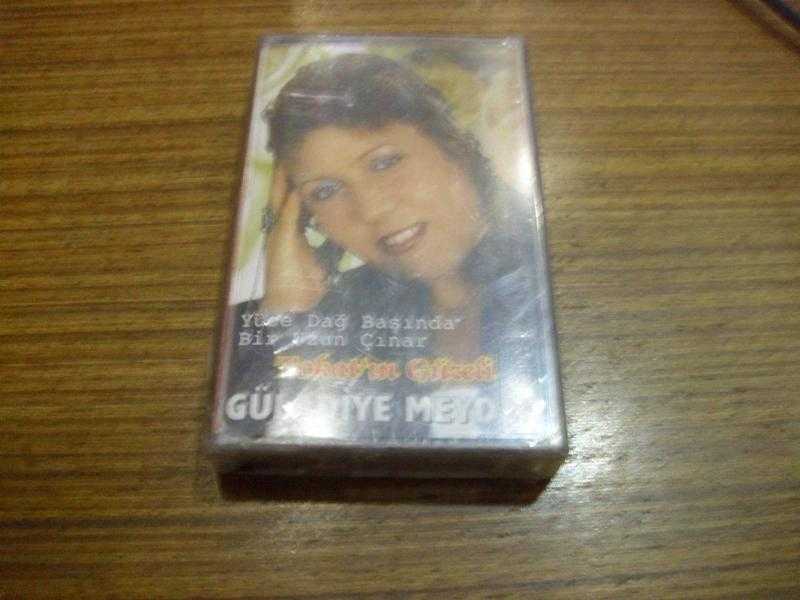 Yüce Dağ Başında
Bir Uzun Çınar
Tokat'ın Güzeli